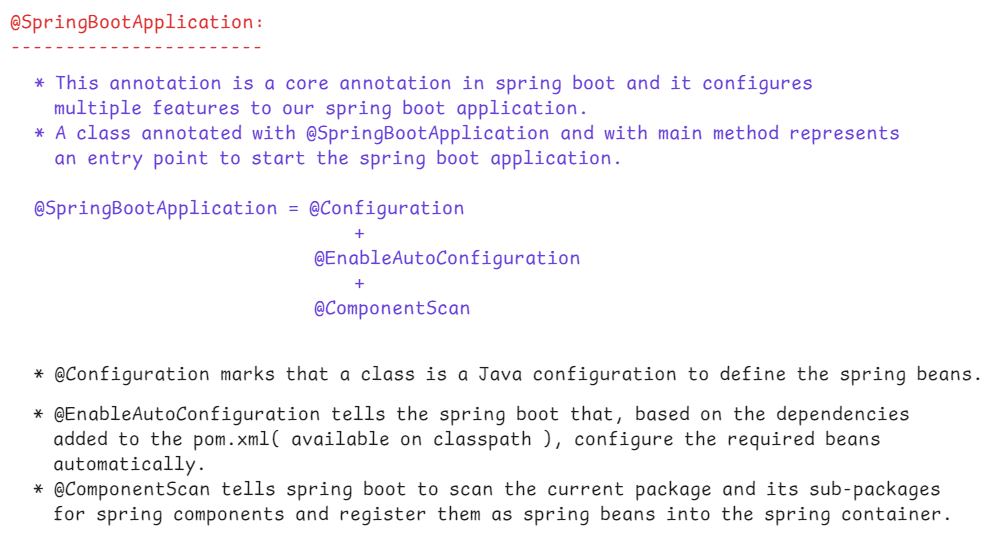 @SpringBootApplication:
-----------------------
* This annotation is a core annotation in spring boot and it configures
multiple features to our spring boot application.
* A class annotated with @SpringBootApplication and with main method represents
an entry point to start the spring boot application.
@SpringBootApplication = @Configuration
+
@EnableAutoConfiguration
+
@ComponentScan
* @Configuration marks that a class is a Java configuration to define the spring beans.
* @EnableAutoConfiguration tells the spring boot that, based on the dependencies
added to the pom.xml( available on classpath ), configure the required beans
automatically.
* @ComponentScan tells spring boot to scan the current package and its sub-packages
for spring components and register them as spring beans into the spring container.